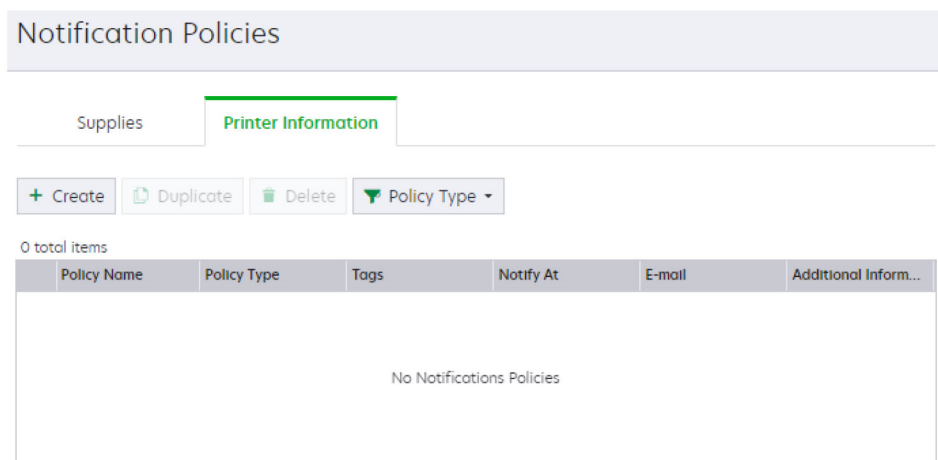 Notification Policies
Supplies Printer Information
+ Create Duplicate Delete Policy Type
0 total items
Policy Name Policy Type Tags Notify At E-mail Additional Inform...
No Notifications Policies